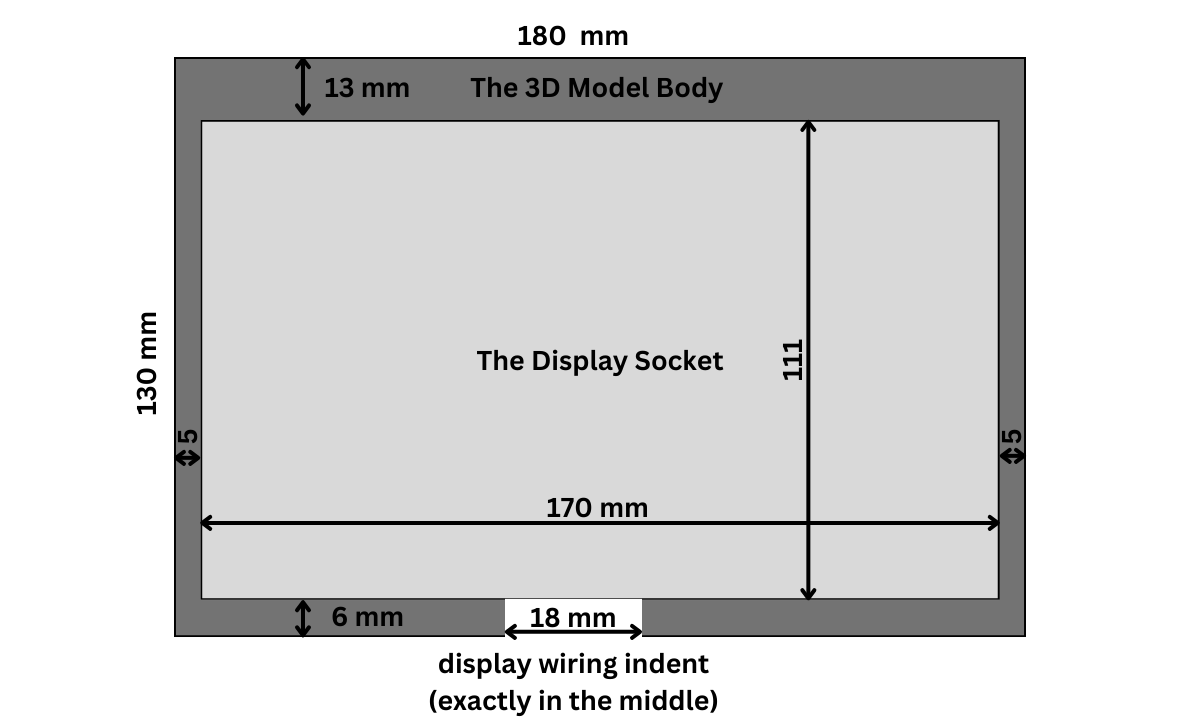 180 mm
13 mm
The 3D Model Body
130 mm
The Display Socket
111
5
5
170 mm
6 mm
18 mm
display wiring indent
(exactly in the middle)